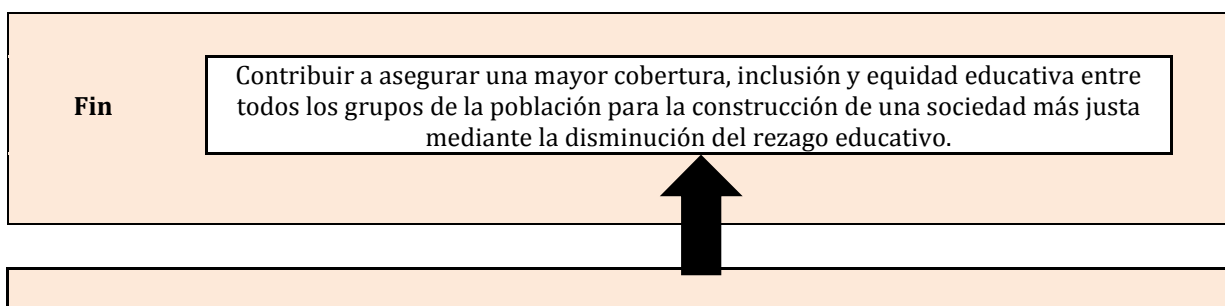 Contribuir a asegurar una mayor cobertura, inclusión y equidad educativa entre
Fin
todos los grupos de la población para la construcción de una sociedad más justa
mediante la disminución del rezago educativo.